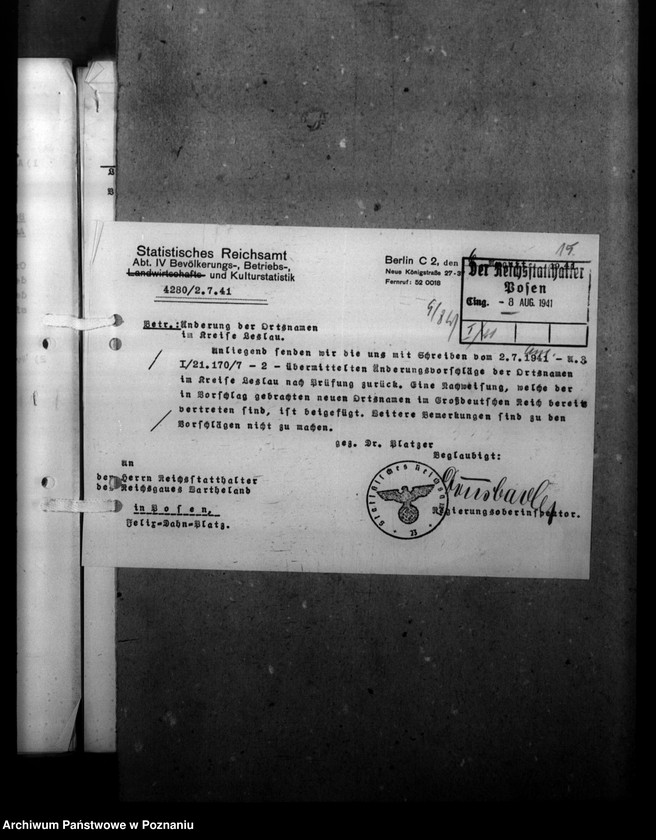 15.
Statistisches Reichsamt
Abt. IV Bevölkerungs-, Betriebs-,
Landwirtschafts- und Kulturstatistik
4280/2.7.41
Berlin C 2, den 6
Neue Königstraße 27-3
Fernruf: 52 0016
Der Reichsstatthalter
Posen
Eing. - 8 AUG. 1941
Betr.: Änderung der Ortsnamen
im Kreise Leslau.
Anliegend senden wir die uns mit Schreiben vom 2.7.1941 - A.Z
I/21.170/7 - 2 - übermittelten Änderungsvorschläge der Ortsnamen
im Kreise Leslau nach Prüfung zurück. Eine Nachweisung, welche der
in Vorschlag gebrachten neuen Ortsnamen im Großdeutschen Reich bereits
vertreten sind, ist beigefügt. Weitere Bemerkungen sind zu den
Vorschlägen nicht zu machen.
gez. Dr. Platzer
Beglaubigt:
An
den Herrn Reichsstatthalter
des Reichsgaues Wartheland
in Posen,
Felix-Dahn-Platz.
Statistisches Reichsamt
Regierungsoberinspektor.
Archiwum Państwowe w Poznaniu